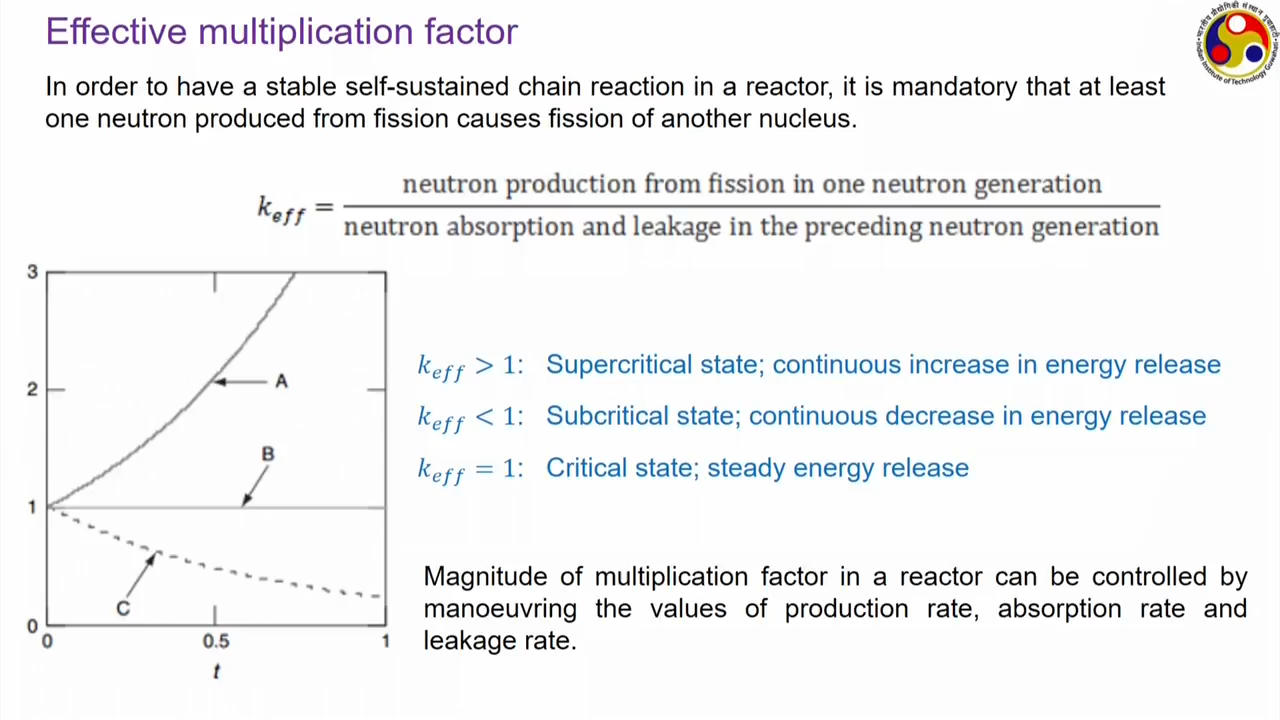 Effective multiplication factor
In order to have a stable self-sustained chain reaction in a reactor, it is mandatory that at least
one neutron produced from fission causes fission of another nucleus.
k_eff = neutron production from fission in one neutron generation
neutron absorption and leakage in the preceding neutron generation
3
2
1
0
A
B
C
0
0.5
1
t
k_eff > 1: Supercritical state; continuous increase in energy release
k_eff < 1: Subcritical state; continuous decrease in energy release
k_eff = 1: Critical state; steady energy release
Magnitude of multiplication factor in a reactor can be controlled by
manoeuvring the values of production rate, absorption rate and
leakage rate.
Indian Institute of Technology Guwahati